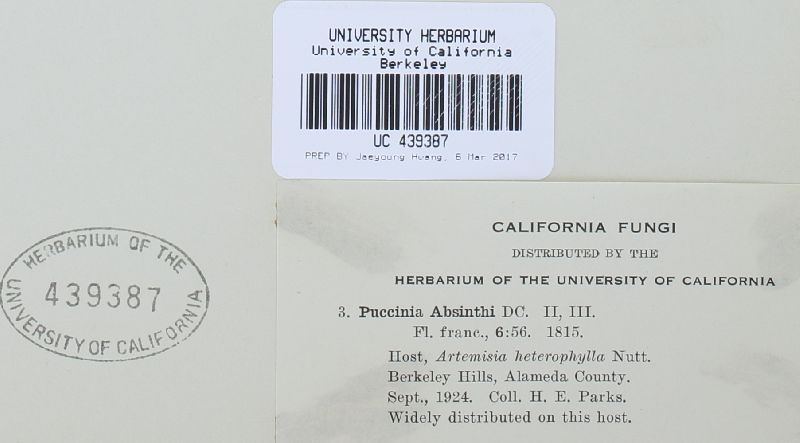 UNIVERSITY HERBARIUM
University of California
Berkeley
UC 439387
PREP BY Jaeyoung Huang, 6 Mar 2017
HERBARIUM OF THE
439387
UNIVERSITY OF CALIFORNIA
CALIFORNIA FUNGI
DISTRIBUTED BY THE
HERBARIUM OF THE UNIVERSITY OF CALIFORNIA
3. Puccinia Absinthi DC. II, III.
Fl. franc., 6:56. 1815.
Host, Artemisia heterophylla Nutt.
Berkeley Hills, Alameda County.
Sept., 1924. Coll. H. E. Parks.
Widely distributed on this host.